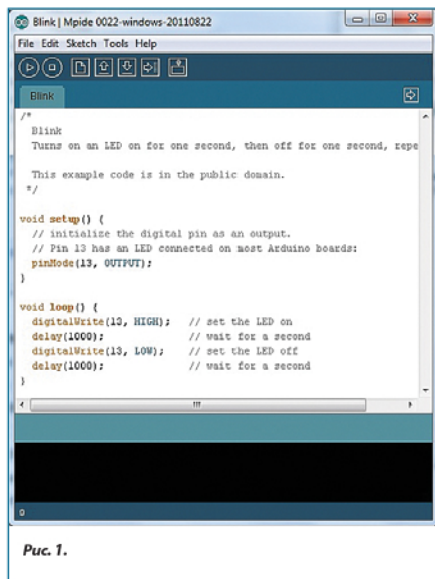 Blink | Mpide 0022-windows-20110822
File Edit Sketch Tools Help
Blink
/*
  Blink
  Turns on an LED on for one second, then off for one second, repe

  This example code is in the public domain.
 */

void setup() {
  // initialize the digital pin as an output.
  // Pin 13 has an LED connected on most Arduino boards:
  pinMode(13, OUTPUT);
}

void loop() {
  digitalWrite(13, HIGH);   // set the LED on
  delay(1000);              // wait for a second
  digitalWrite(13, LOW);    // set the LED off
  delay(1000);              // wait for a second
}
9
Рис. 1.